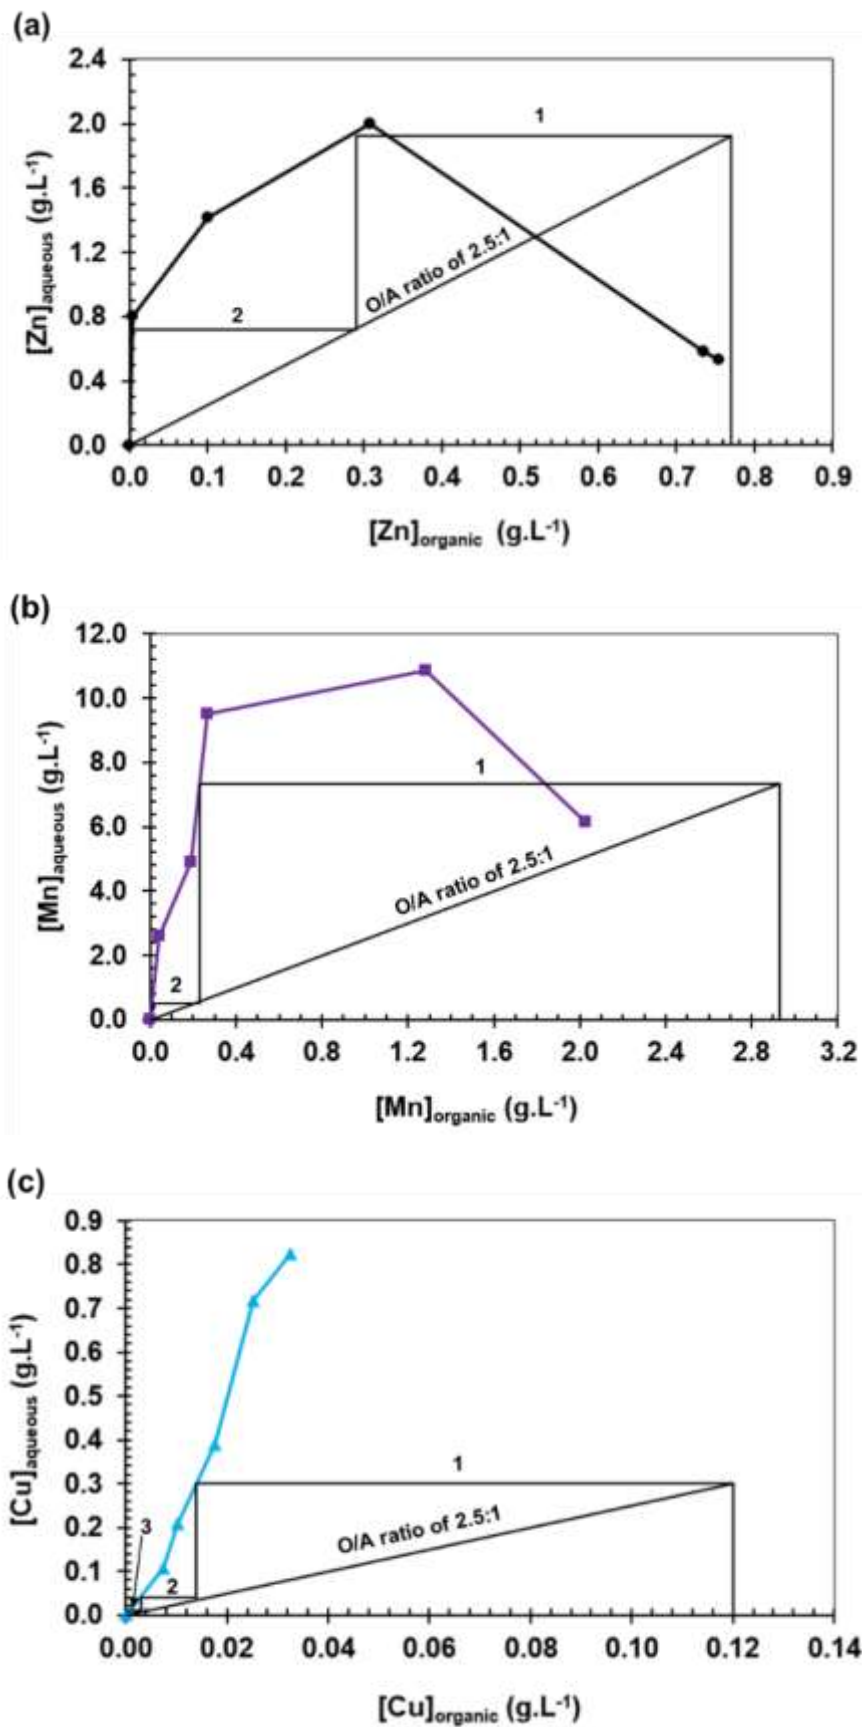 (a)
2.4
2.0
1.6
1.2
0.8
0.4
0.0
[Zn]aqueous (g.L-1)
1
2
O/A ratio of 2.5:1
0.0 0.1 0.2 0.3 0.4 0.5 0.6 0.7 0.8 0.9
[Zn]organic (g.L-1)
(b)
12.0
10.0
8.0
6.0
4.0
2.0
0.0
[Mn]aqueous (g.L-1)
1
O/A ratio of 2.5:1
2
0.0 0.4 0.8 1.2 1.6 2.0 2.4 2.8 3.2
[Mn]organic (g.L-1)
(c)
0.9
0.8
0.7
0.6
0.5
0.4
0.3
0.2
0.1
0.0
[Cu]aqueous (g.L-1)
1
O/A ratio of 2.5:1
3
2
0.00 0.02 0.04 0.06 0.08 0.10 0.12 0.14
[Cu]organic (g.L-1)